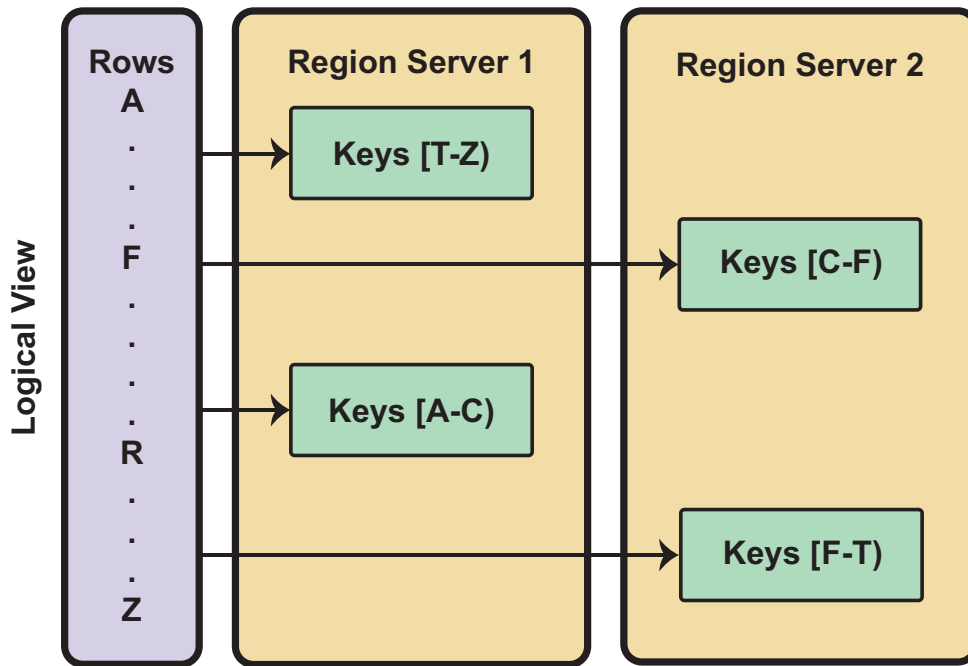 Logical View
Rows
A
.
.
.
F
.
.
.
.
R
.
.
.
Z
Region Server 1
Keys [T-Z)
Keys [A-C)
Region Server 2
Keys [C-F)
Keys [F-T)